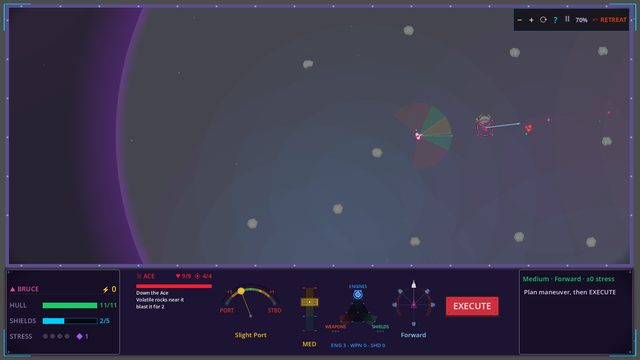 − + ? 70% RETREAT
BRUCE 0
HULL 11/11
SHIELDS 2/5
STRESS 1
ACE 9/9 4/4
Down the Ace
Volatile rocks near it
blast it for 2
+1 +1
PORT STBD
Slight Port
MED
ENGINES
WEAPONS SHIELDS
ENG 3 · WPN 0 · SHD 0
Forward
EXECUTE
Medium · Forward · ±0 stress
Plan maneuver, then EXECUTE